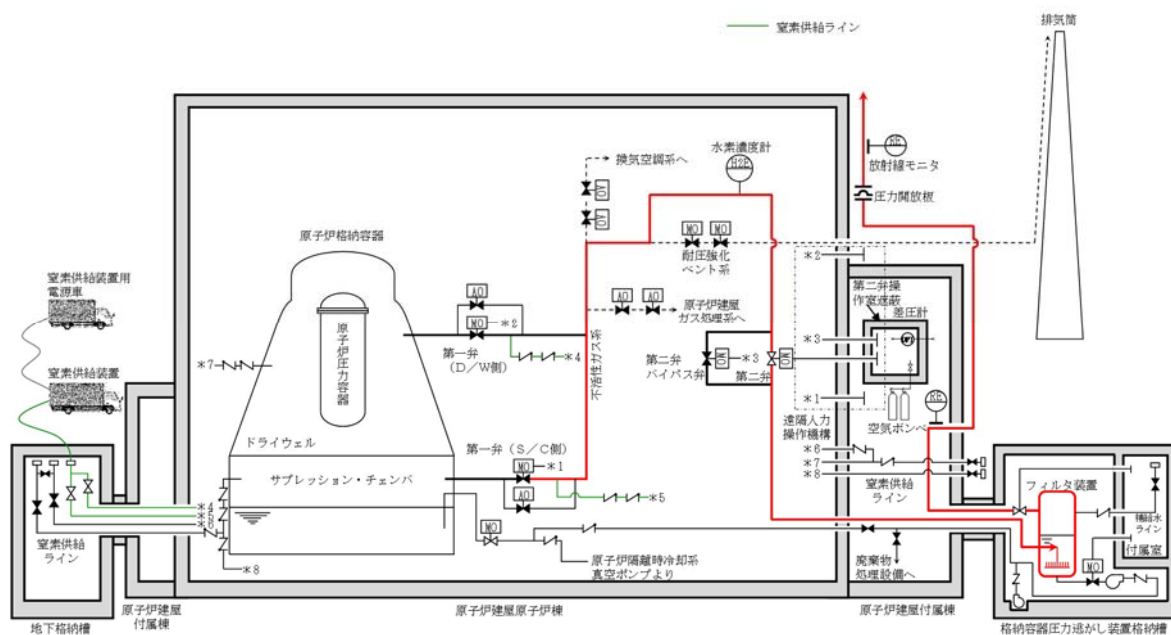 窒素供給ライン
排気筒
換気空調系へ
AO
AO
水素濃度計
H2E
RE
放射線モニタ
圧力開放板
原子炉格納容器
MO
MO
耐圧強化
ベント系
*2
窒素供給装置用
電源車
第二弁操
作室遮蔽
差圧計
AO
MO
*2
AO
AO
原子炉建屋
ガス処理系へ
原子炉圧力容器
不活性ガス系
*3
*7
第一弁
(D/W側)
*4
第二弁
バイパス弁
MO
*3
第二弁
MO
窒素供給装置
*1
空気ボンベ
RE
遠隔人力
操作機構
ドライウェル
第一弁(S/C側)
MO
*1
*6
*7
*8
窒素供給
ライン
フィルタ装置
サプレッション・チェンバ
AO
*5
補給水
ライン
*4
*5
*6
窒素供給
ライン
MO
付属室
*8
原子炉隔離時冷却系
真空ポンプより
廃棄物
処理設備へ
MO
原子炉建屋
付属棟
原子炉建屋原子炉棟
原子炉建屋付属棟
地下格納槽
格納容器圧力逃がし装置格納槽